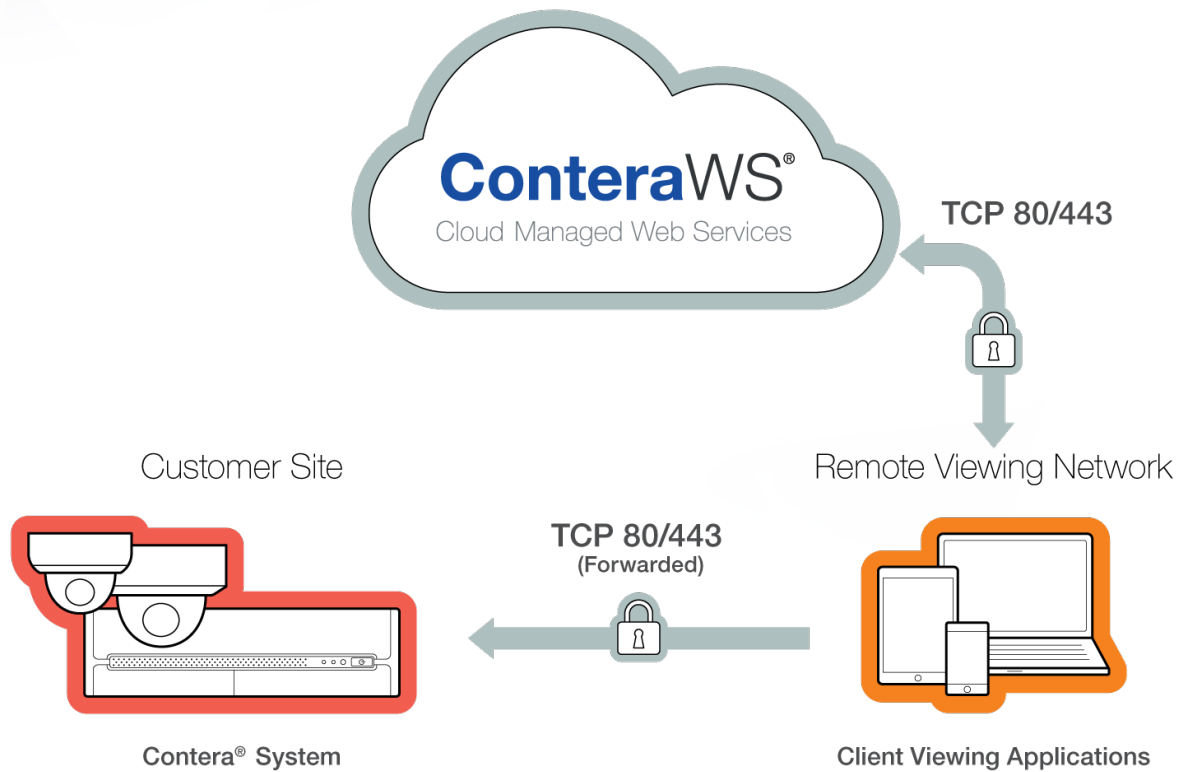 ConteraWS®
Cloud Managed Web Services
TCP 80/443
Customer Site
Remote Viewing Network
TCP 80/443
(Forwarded)
Contera® System
Client Viewing Applications